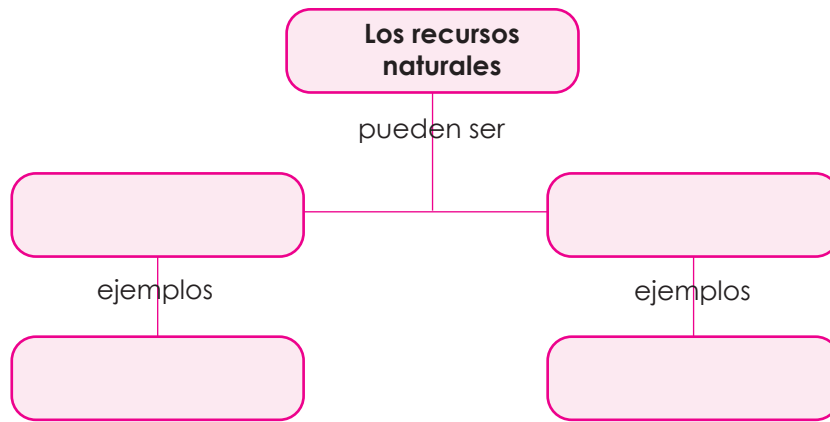 Los recursos
naturales
pueden ser
ejemplos
ejemplos